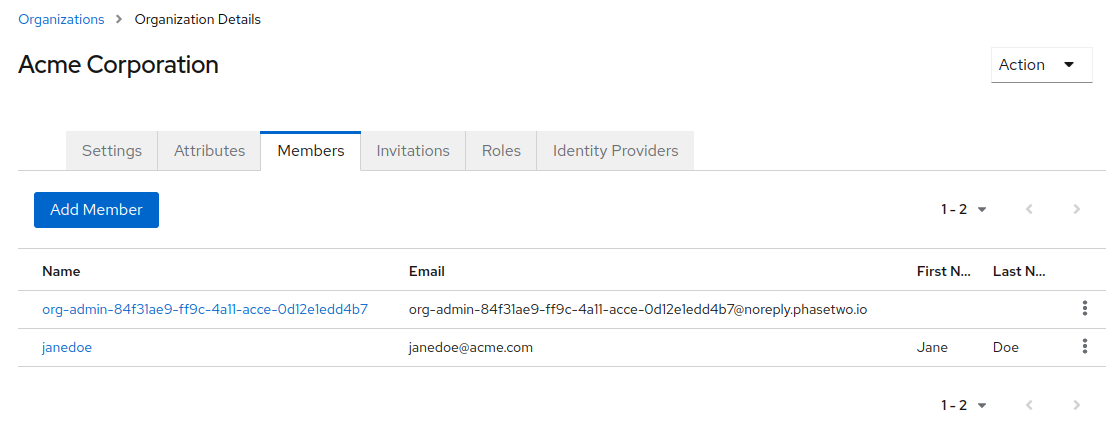 Organizations > Organization Details
Acme Corporation
Action
Settings Attributes Members Invitations Roles Identity Providers
Add Member 1 - 2
Name Email First N... Last N...
org-admin-84f31ae9-ff9c-4a11-acce-0d12e1edd4b7 org-admin-84f31ae9-ff9c-4a11-acce-0d12e1edd4b7@noreply.phasetwo.io
janedoe janedoe@acme.com Jane Doe
1 - 2